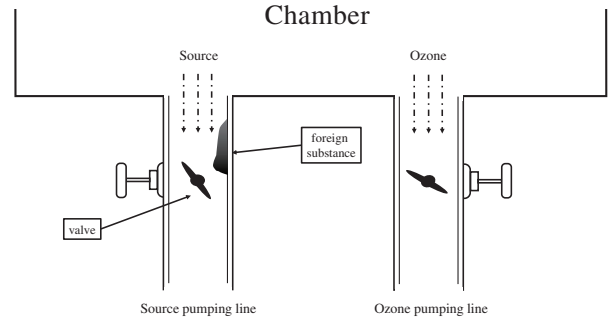 Chamber
Source
Ozone
foreign
substance
valve
Source pumping line
Ozone pumping line